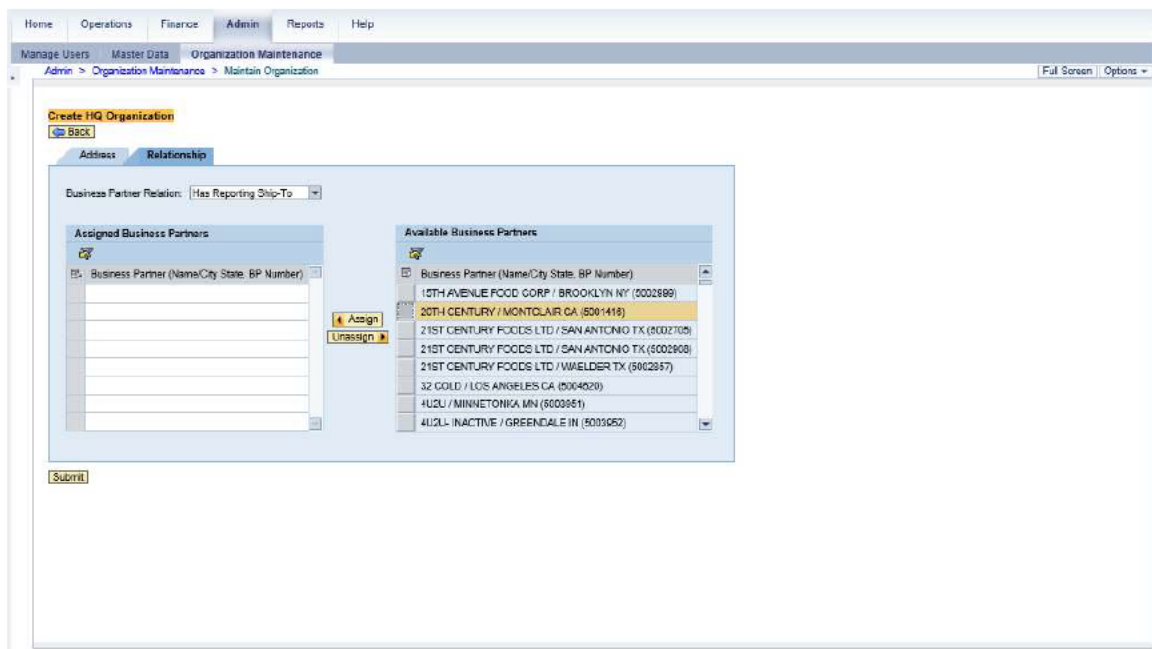 Home Operations Finance Admin Reports Help
Manage Users Master Data Organization Maintenance
Admin > Organization Maintenance > Maintain Organization Full Screen Options
Create HQ Organization
Back
Address Relationship
Business Partner Relation: Has Reporting Ship-To
Assigned Business Partners
Business Partner (Name/City State, BP Number)
Assign
Unassign
Available Business Partners
Business Partner (Name/City State, BP Number)
15TH AVENUE FOOD CORP / BROOKLYN NY (5002999)
20TH CENTURY / MONTCLAIR CA (5001416)
21ST CENTURY FOODS LTD / SAN ANTONIO TX (5002705)
21ST CENTURY FOODS LTD / SAN ANTONIO TX (5002908)
21ST CENTURY FOODS LTD / WAELDER TX (5002857)
32 COLD / LOS ANGELES CA (5004520)
4U2U / MINNETONKA MN (5003951)
4U2U- INACTIVE / GREENDALE IN (5003952)
Submit